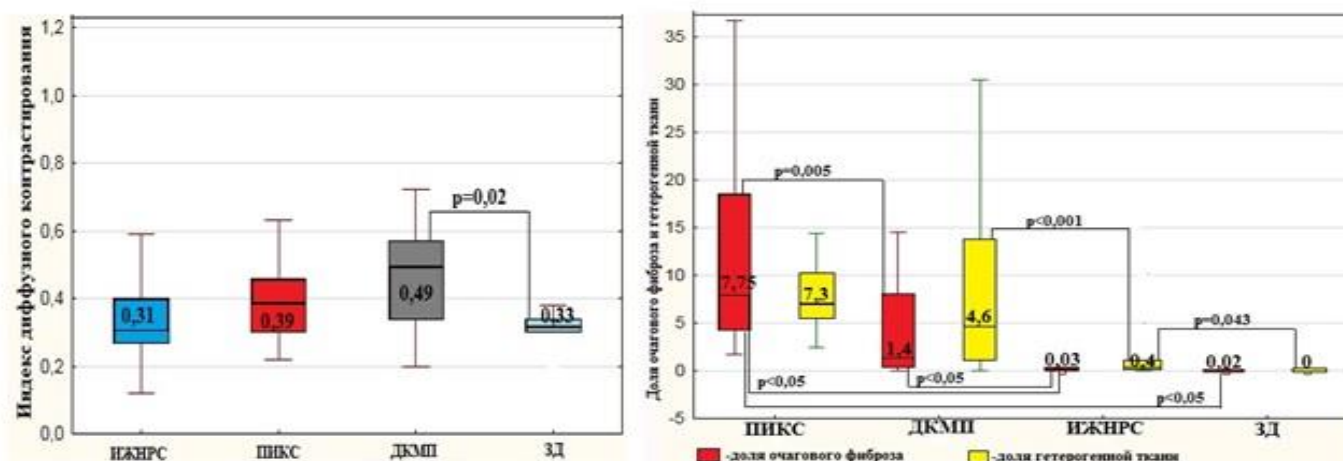 Индекс диффузного контрастирования
1,2
1,0
0,8
0,6
0,4
0,2
0,0
p=0,02
0,31
0,39
0,49
0,33
ИЖНРС ПИКС ДКМП ЗД
Доля очагового фиброза и гетерогенной ткани
35
30
25
20
15
10
5
0
-5
p=0,005
p<0,001
p=0,043
7,75
7,3
1,4
4,6
0,03
0,4
0,02
0
p<0,05
p<0,05
p<0,05
ПИКС ДКМП ИЖНРС ЗД
-доля очагового фиброза -доля гетерогенной ткани